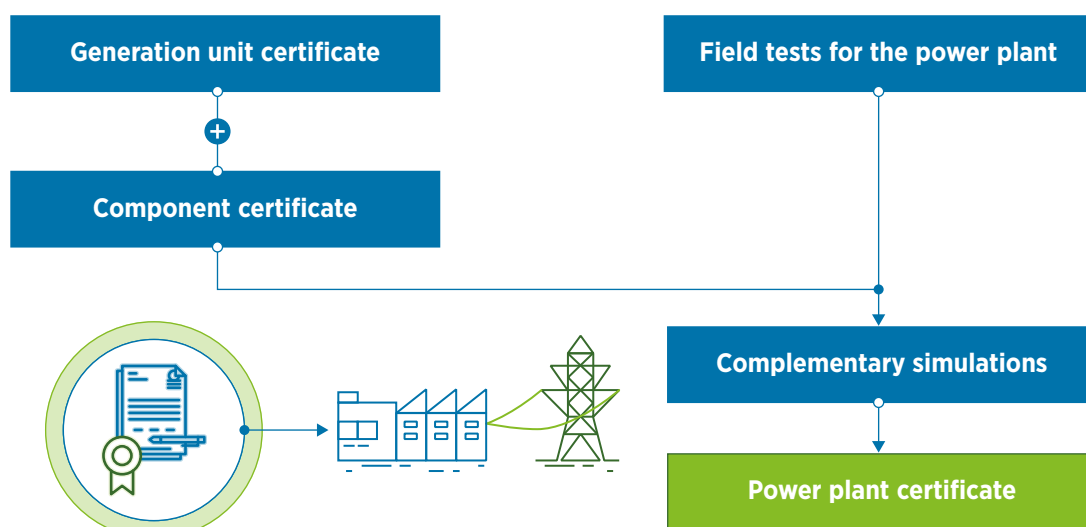 Generation unit certificate
Field tests for the power plant
Component certificate
Complementary simulations
Power plant certificate